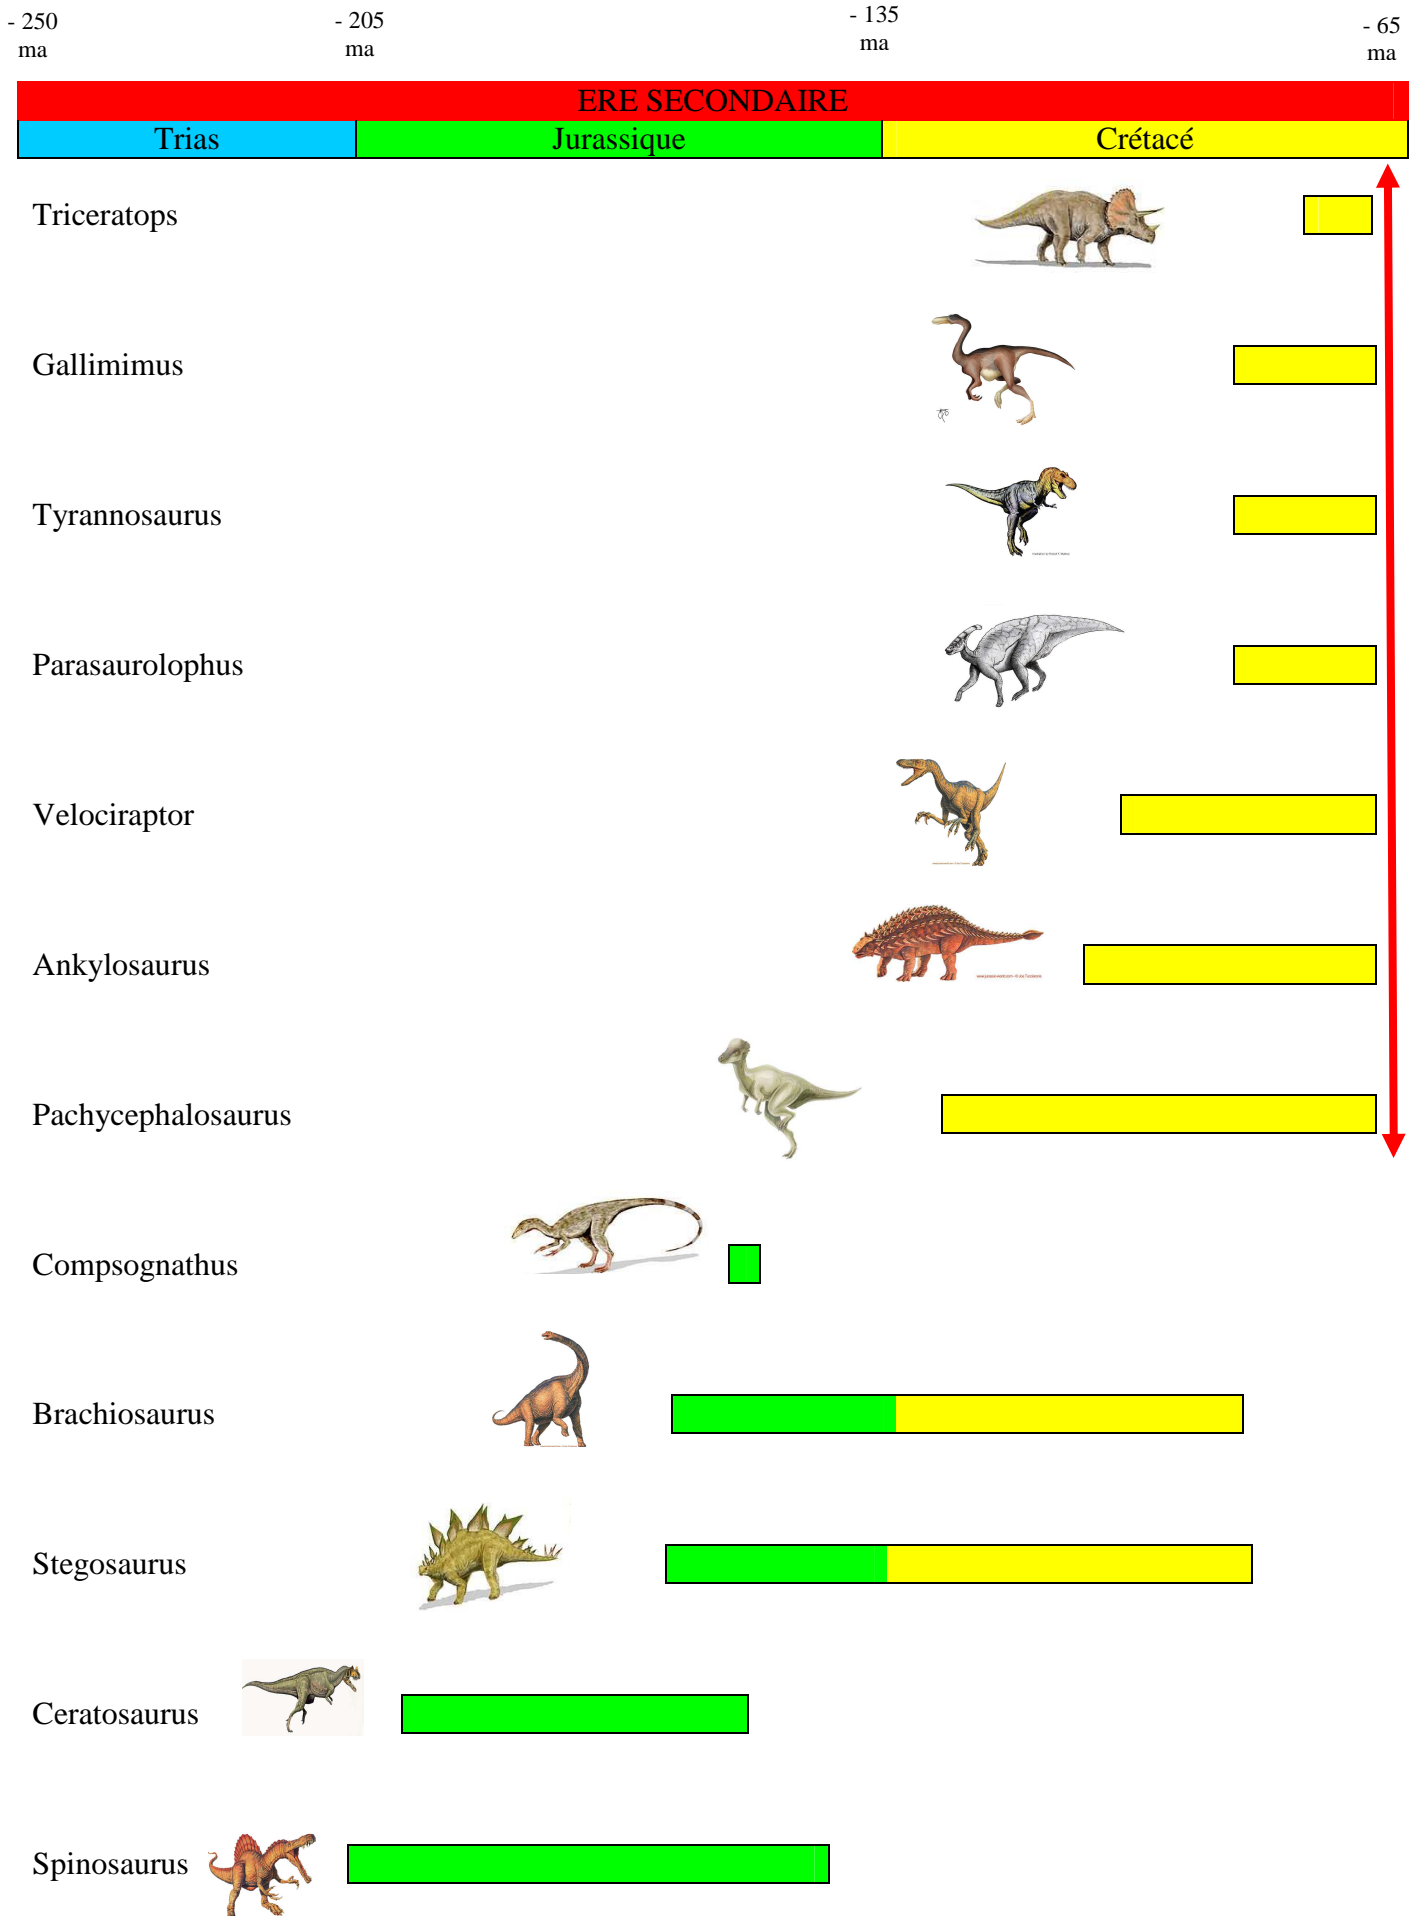 - 250
ma
- 205
ma
- 135
ma
- 65
ma
ERE SECONDAIRE
Trias
Jurassique
Crétacé
Triceratops
Gallimimus
Tyrannosaurus
Parasaurolophus
Velociraptor
Ankylosaurus
Pachycephalosaurus
Compsognathus
Brachiosaurus
Stegosaurus
Ceratosaurus
Spinosaurus